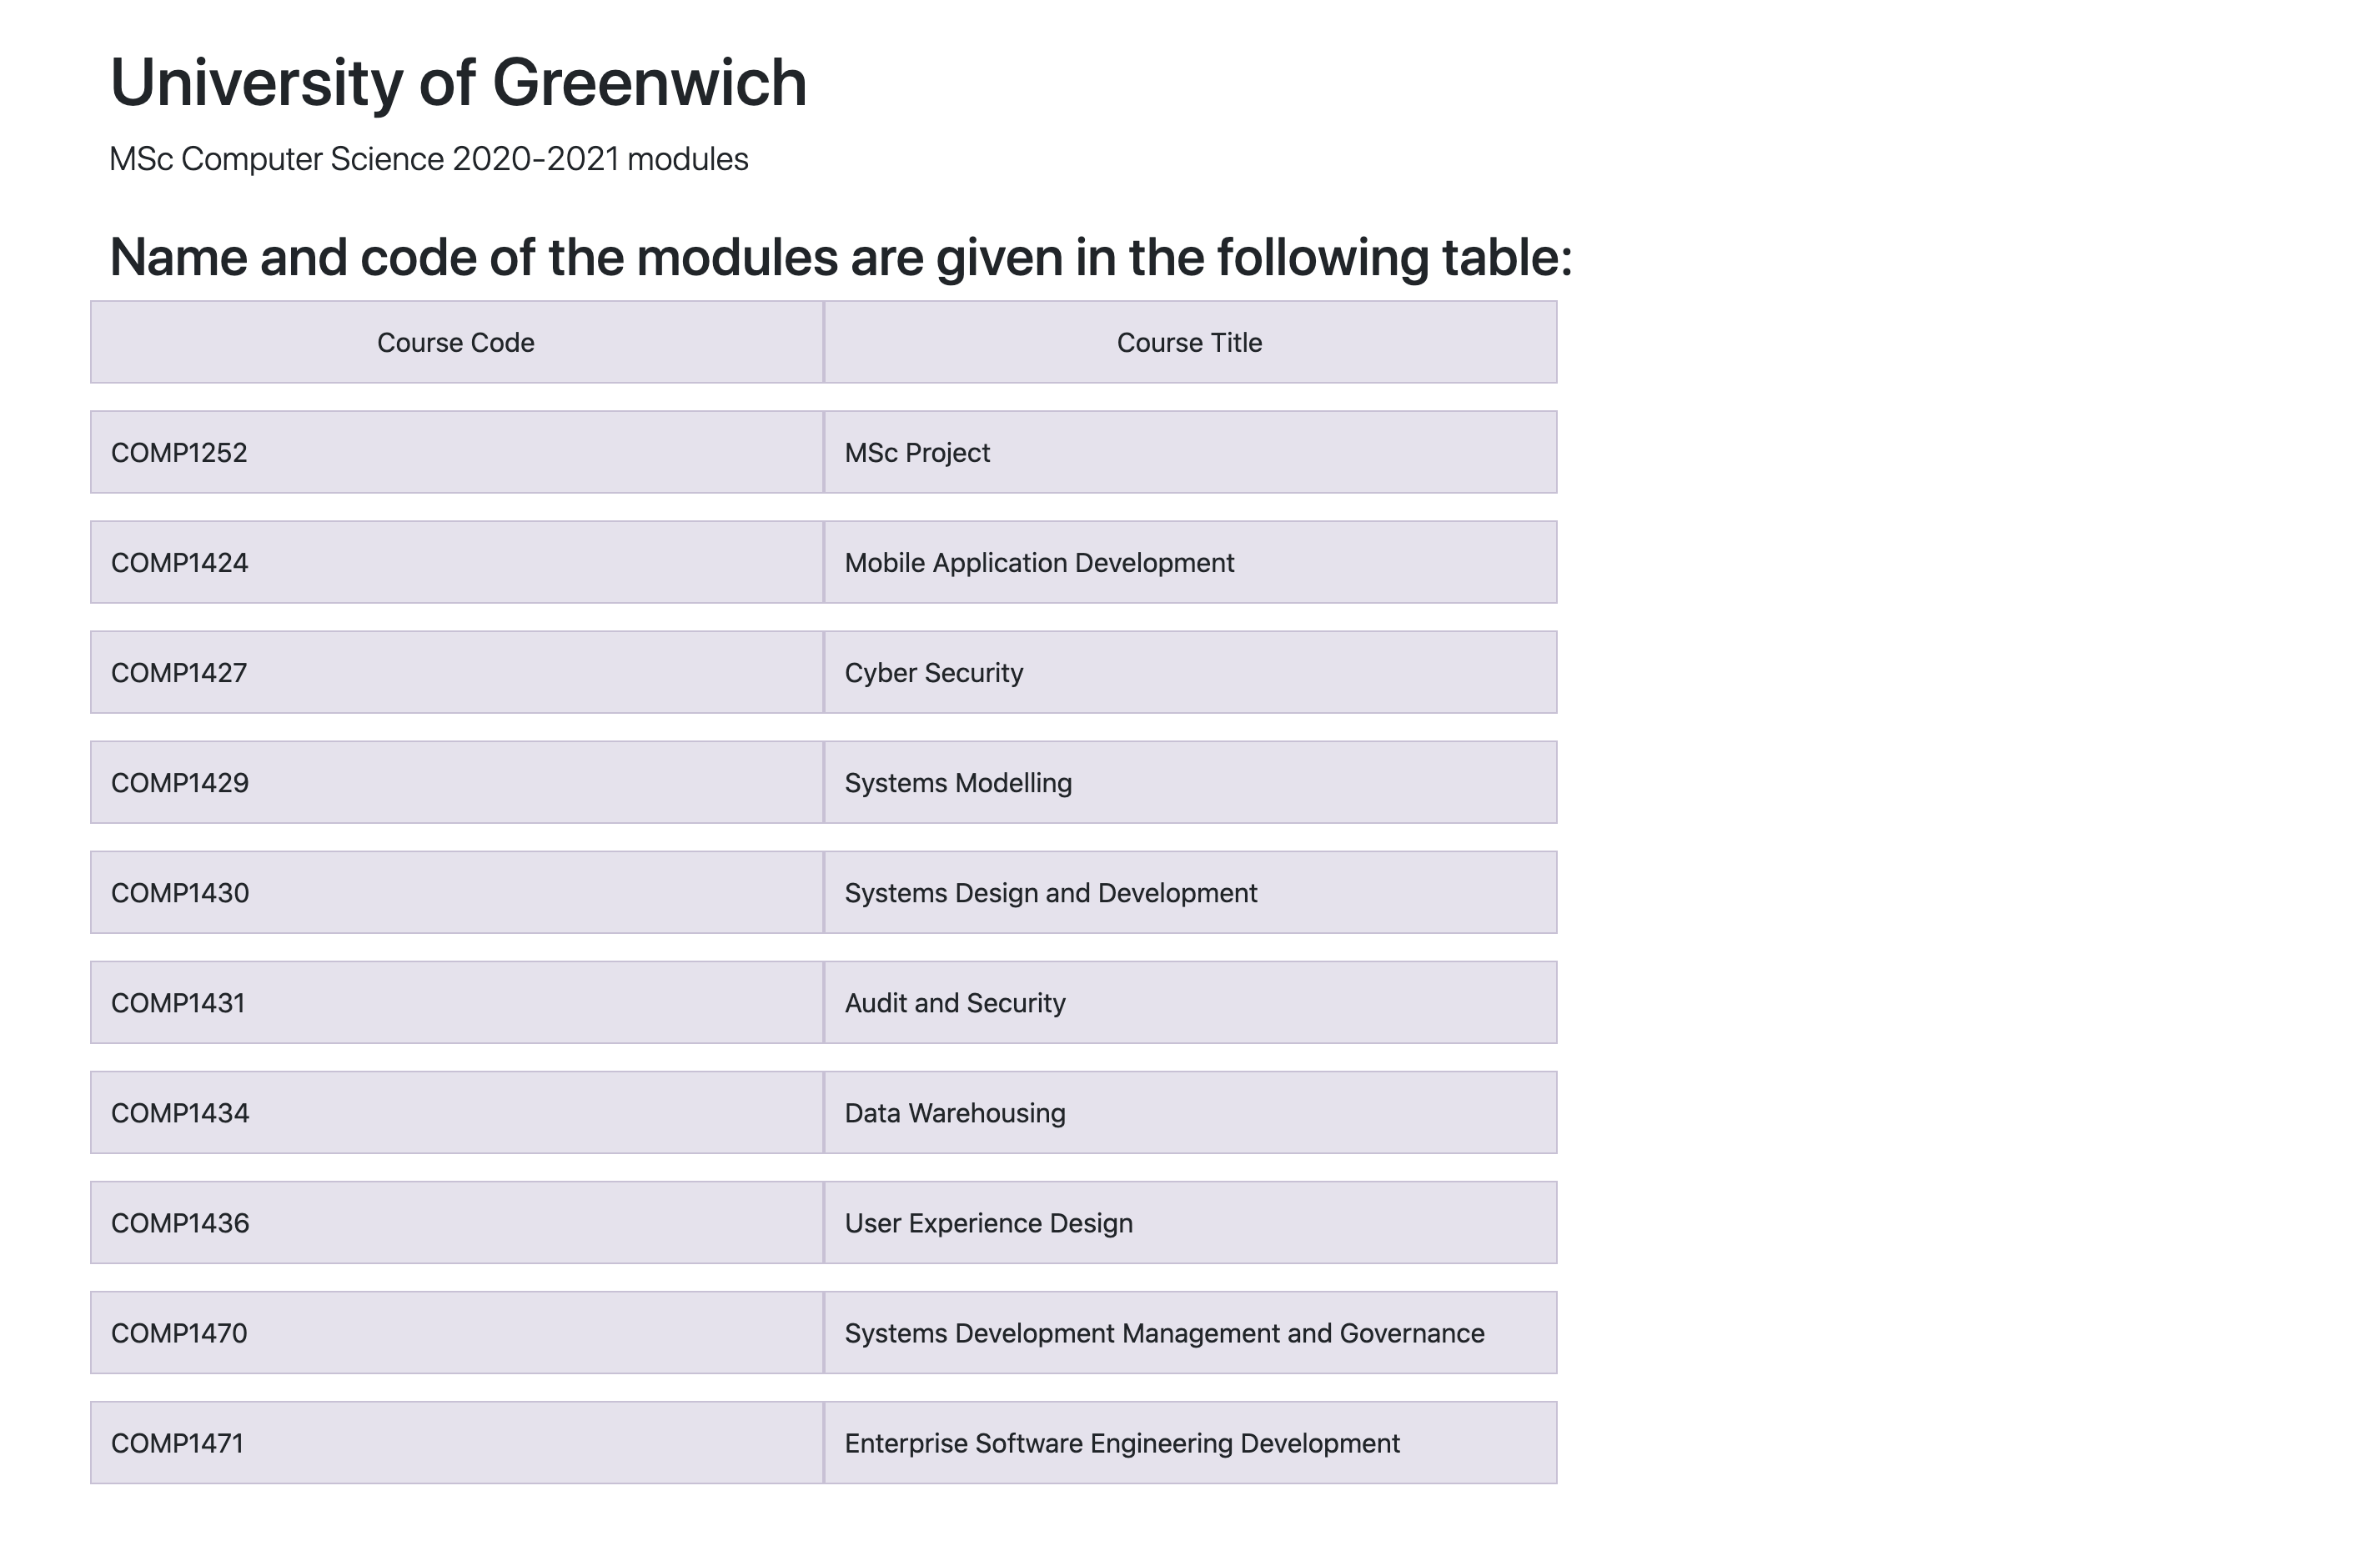 University of Greenwich
MSc Computer Science 2020-2021 modules
Name and code of the modules are given in the following table:
Course Code Course Title
COMP1252 MSc Project
COMP1424 Mobile Application Development
COMP1427 Cyber Security
COMP1429 Systems Modelling
COMP1430 Systems Design and Development
COMP1431 Audit and Security
COMP1434 Data Warehousing
COMP1436 User Experience Design
COMP1470 Systems Development Management and Governance
COMP1471 Enterprise Software Engineering Development